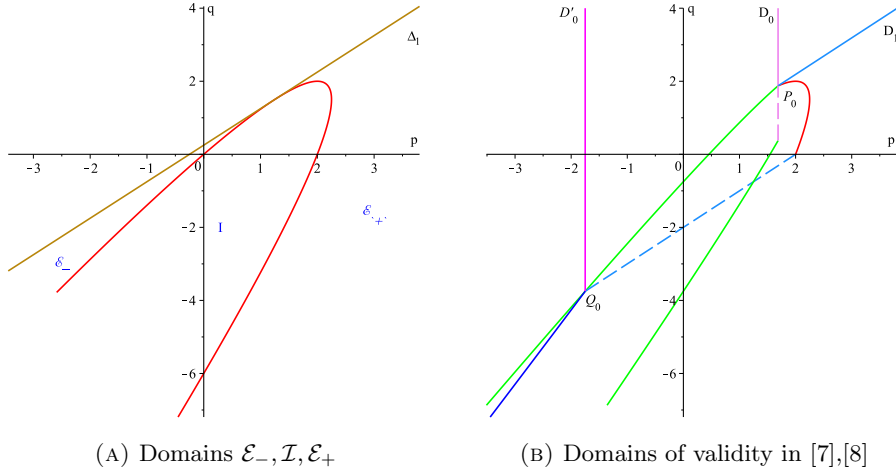 4
q
Δ₁
2
p
-3 -2 -1 0 1 2 3
-2
I
ℰ₊
ℰ₋
-4
-6
(A) Domains ℰ₋, ℐ, ℰ₊
D'₀
4
q
D₀
D₁
2
P₀
p
-3 -2 -1 0 1 2 3
-2
Q₀
-4
-6
(B) Domains of validity in [7],[8]